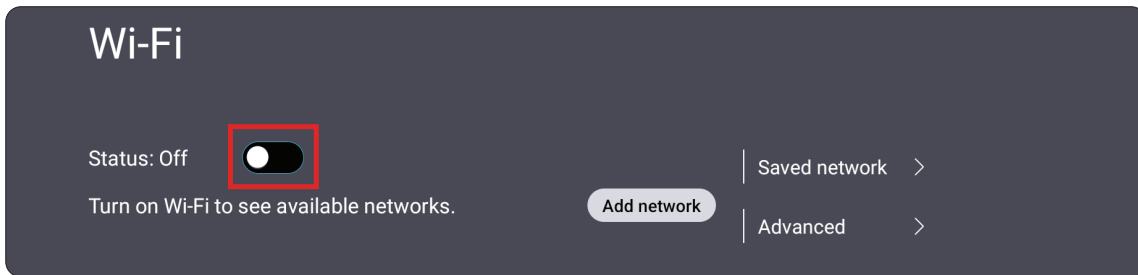 Wi-Fi
Status: Off
Turn on Wi-Fi to see available networks.
Add network
Saved network
Advanced